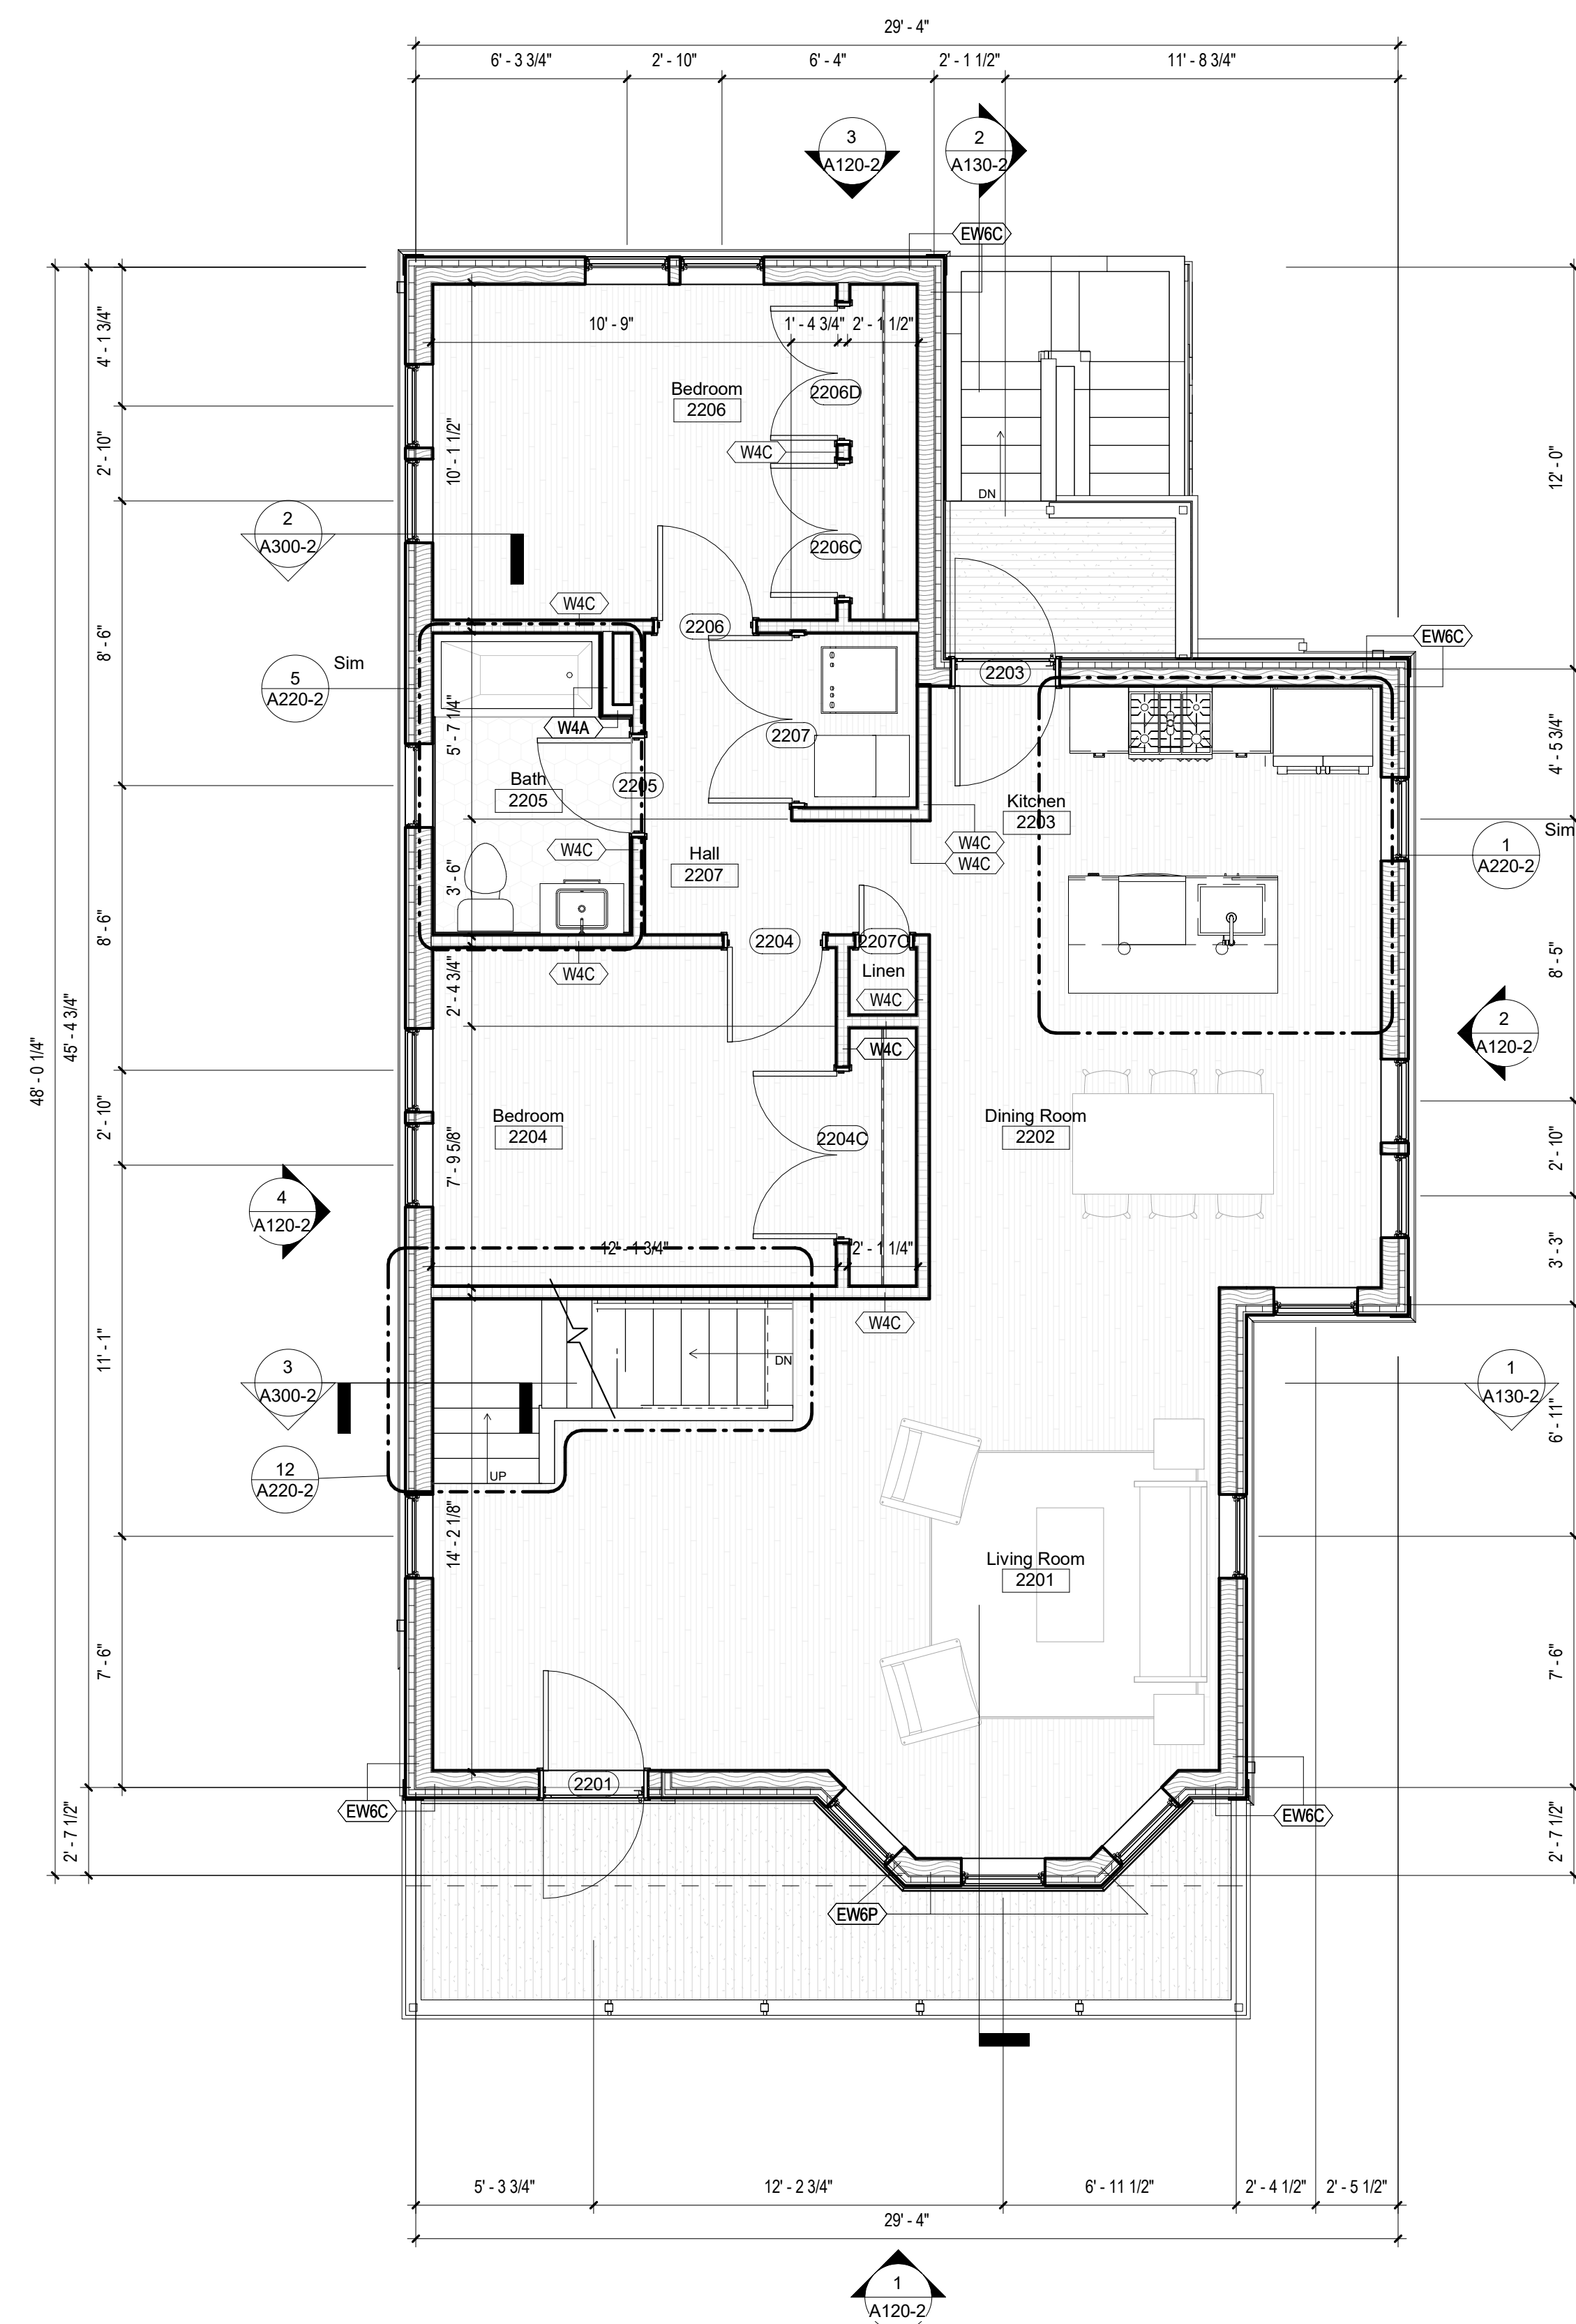 29' - 4"
6' - 3 3/4"
2' - 10"
6' - 4"
2' - 1 1/2"
11' - 8 3/4"
3
A120-2
2
A130-2
EW6C
4' - 1 3/4"
10' - 9"
1' - 4 3/4"
2' - 1 1/2"
Bedroom
2206
2206D
10' - 1 1/2"
W4C
2' - 10"
12' - 0"
DN
2
A300-2
2206C
W4C
2206
EW6C
8' - 6"
Sim
5
A220-2
2203
5' - 7 1/4"
W4A
2207
4' - 5 3/4"
Bath
2205
2205
Kitchen
2203
Sim
1
A220-2
W4C
W4C
W4C
Hall
2207
3' - 6"
8' - 6"
2204
2207C
8' - 5"
Linen
W4C
W4C
2' - 4 3/4"
45' - 4 3/4"
48' - 0 1/4"
2
A120-2
W4C
2' - 10"
Bedroom
2204
2204C
Dining Room
2202
7' - 9 5/8"
2' - 10"
4
A120-2
12' - 1 3/4"
2' - 1 1/4"
3' - 3"
W4C
11' - 1"
DN
3
A300-2
1
A130-2
6' - 11"
12
A220-2
UP
14' - 2 1/8"
Living Room
2201
7' - 6"
7' - 6"
2201
EW6C
EW6C
2' - 7 1/2"
2' - 7 1/2"
EW6P
5' - 3 3/4"
12' - 2 3/4"
6' - 11 1/2"
2' - 4 1/2"
2' - 5 1/2"
29' - 4"
1
A120-2